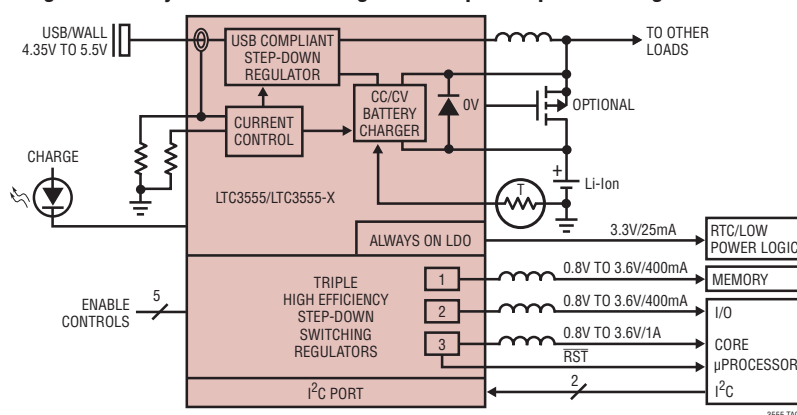 USB/WALL
4.35V TO 5.5V
USB COMPLIANT
STEP-DOWN
REGULATOR
TO OTHER
LOADS
CC/CV
BATTERY
CHARGER
0V
OPTIONAL
CURRENT
CONTROL
CHARGE
LTC3555/LTC3555-X
T
+
Li-Ion
ALWAYS ON LDO
3.3V/25mA
RTC/LOW
POWER LOGIC
ENABLE
CONTROLS
5
TRIPLE
HIGH EFFICIENCY
STEP-DOWN
SWITCHING
REGULATORS
1
0.8V TO 3.6V/400mA
MEMORY
2
0.8V TO 3.6V/400mA
I/O
3
0.8V TO 3.6V/1A
CORE
RST
µPROCESSOR
I2C PORT
2
I2C